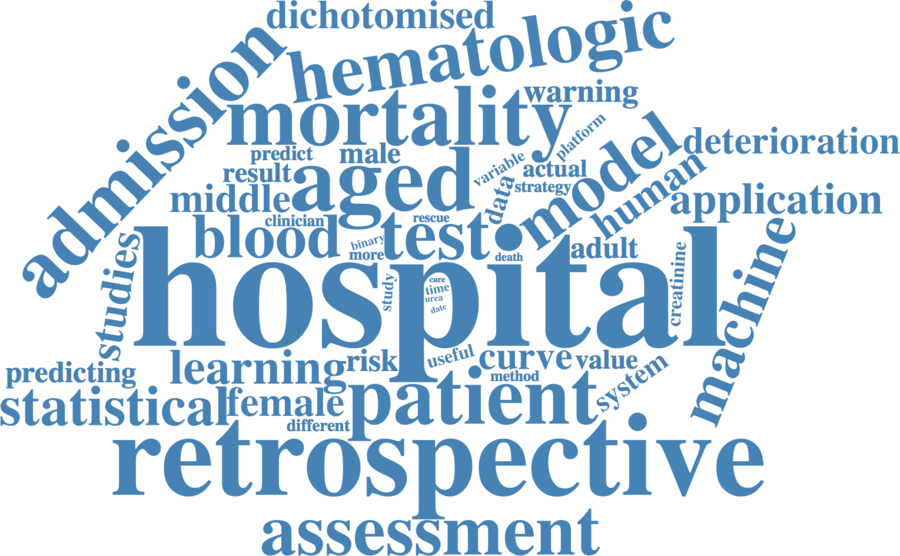 dichotomised
hematologic
admission
warning
mortality
platform
model
deterioration
predict
male
variable
actual
result
aged
data
strategy
human
middle
application
clinician
rescue
blood
binary
test
adult
more
death
studies
hospital
care
time
study
urea
date
creatinine
machine
predicting
learning
risk
useful
curve
value
method
system
statistical
female
patient
different
retrospective
assessment